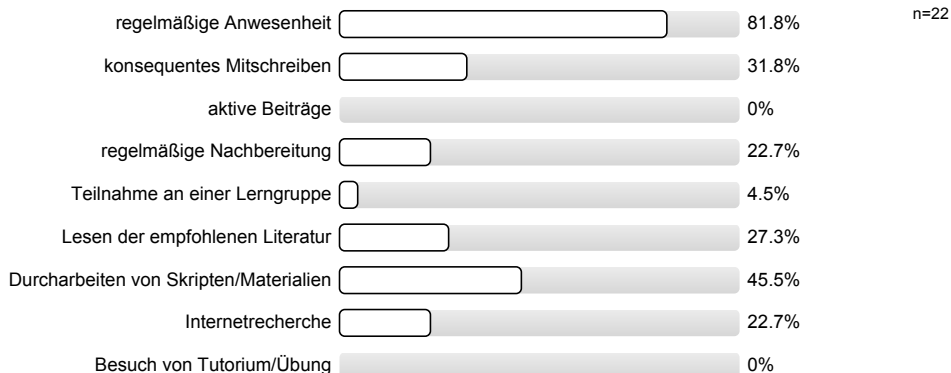 regelmäßige Anwesenheit 81.8% n=22
konsequentes Mitschreiben 31.8%
aktive Beiträge 0%
regelmäßige Nachbereitung 22.7%
Teilnahme an einer Lerngruppe 4.5%
Lesen der empfohlenen Literatur 27.3%
Durcharbeiten von Skripten/Materialien 45.5%
Internetrecherche 22.7%
Besuch von Tutorium/Übung 0%